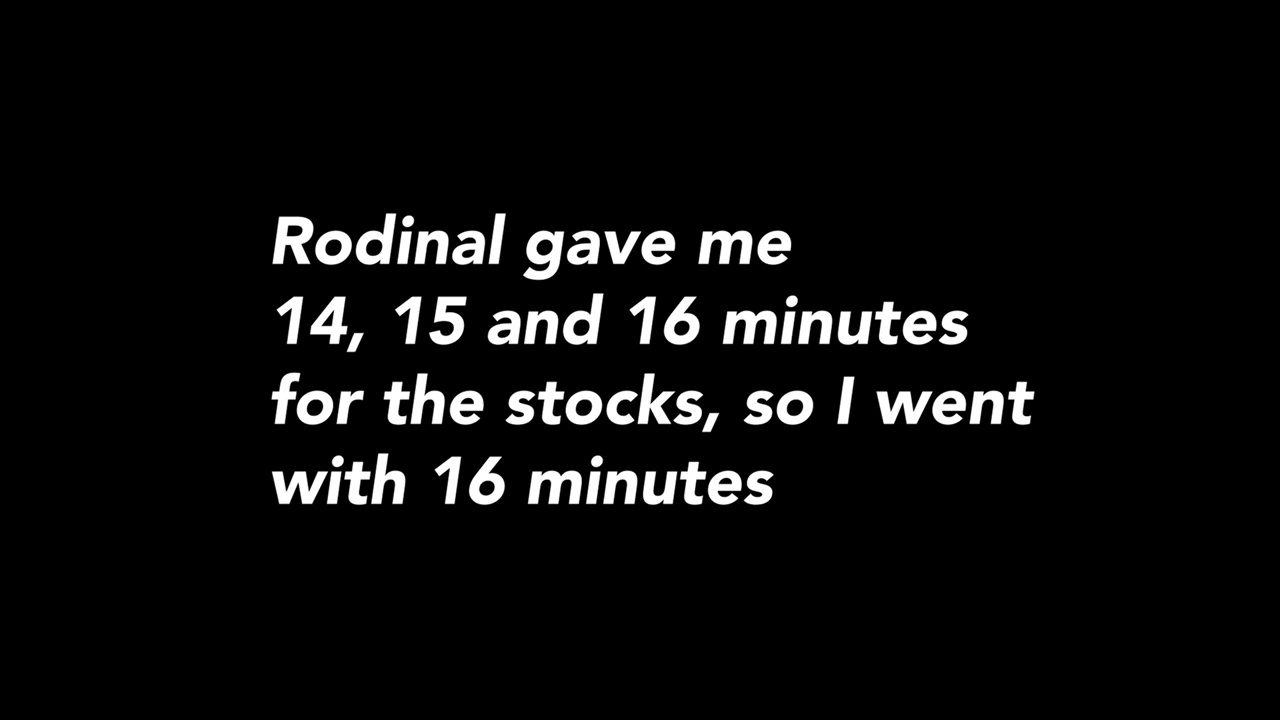 Rodinal gave me
14, 15 and 16 minutes
for the stocks, so I went
with 16 minutes